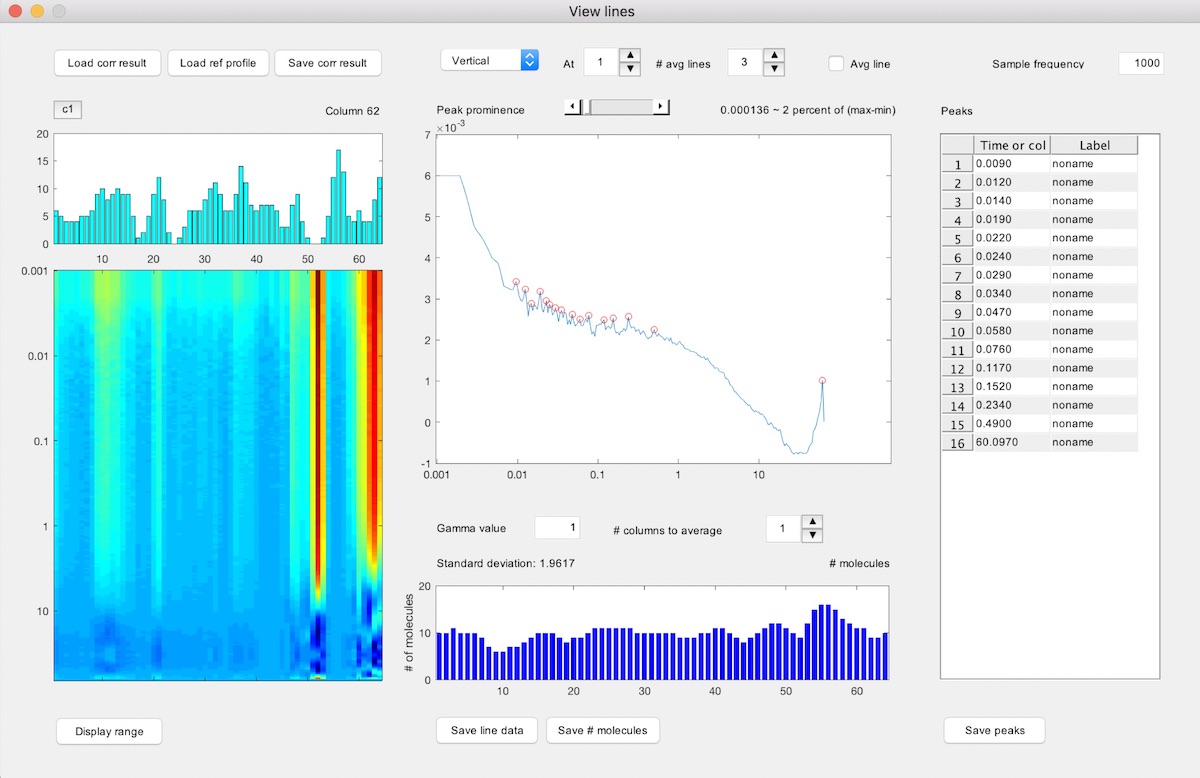 View lines
Load corr result Load ref profile Save corr result Vertical At 1 # avg lines 3 Avg line Sample frequency 1000
c1 Column 62 Peak prominence 0.000136 ~ 2 percent of (max-min) Peaks
20
15
10
5
0
10 20 30 40 50 60
0.001
0.01
0.1
1
10
×10-3
7
6
5
4
3
2
1
0
-1
0.001 0.01 0.1 1 10
Gamma value 1 # columns to average 1
Standard deviation: 1.9617 # molecules
# of molecules
20
10
0
10 20 30 40 50 60
Time or col Label
1 0.0090 noname
2 0.0120 noname
3 0.0140 noname
4 0.0190 noname
5 0.0220 noname
6 0.0240 noname
7 0.0290 noname
8 0.0340 noname
9 0.0470 noname
10 0.0580 noname
11 0.0760 noname
12 0.1170 noname
13 0.1520 noname
14 0.2340 noname
15 0.4900 noname
16 60.0970 noname
Display range Save line data Save # molecules Save peaks